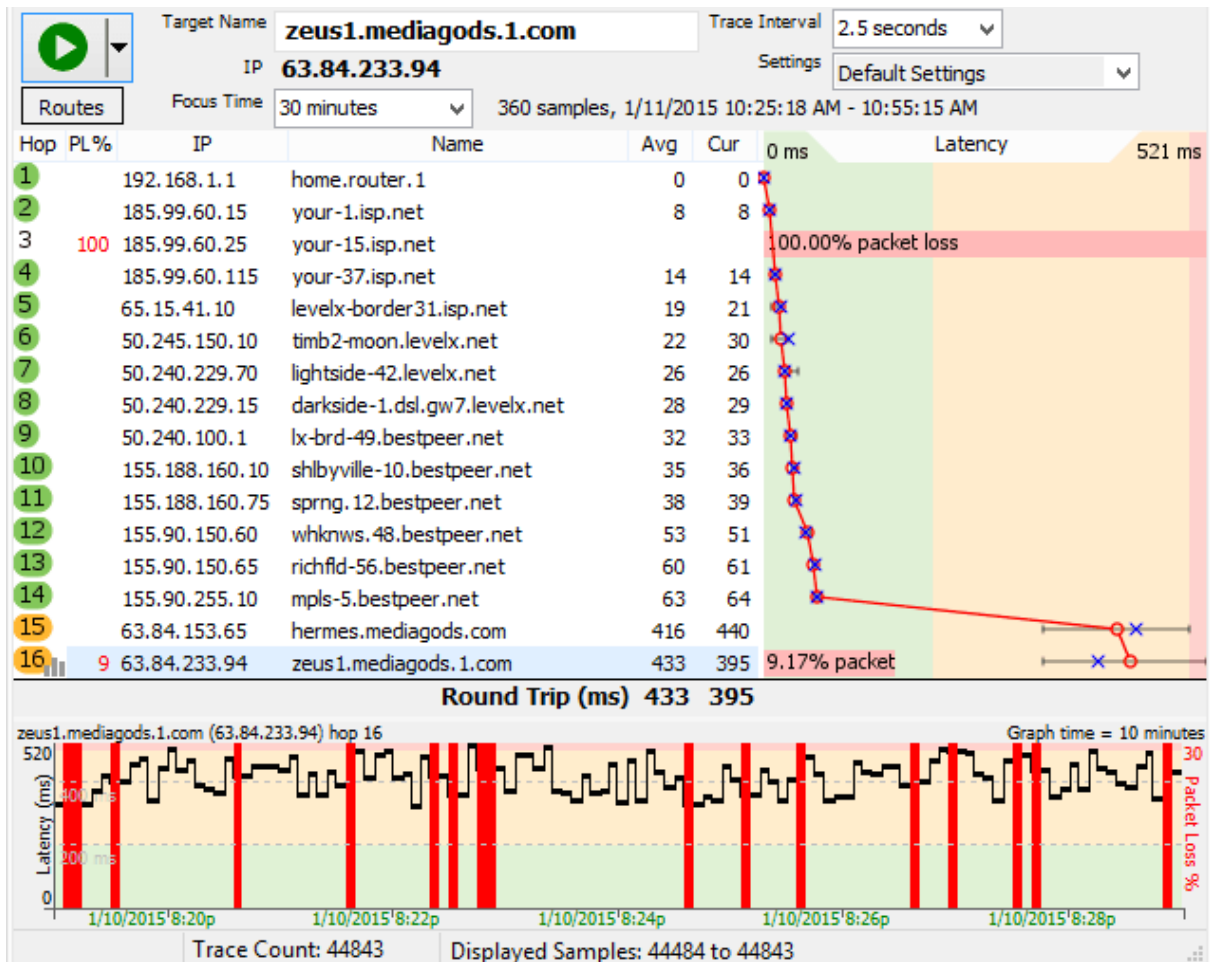 Target Name zeus1.mediagods.1.com Trace Interval 2.5 seconds
IP 63.84.233.94 Settings Default Settings
Routes Focus Time 30 minutes 360 samples, 1/11/2015 10:25:18 AM - 10:55:15 AM
Hop PL% IP Name Avg Cur 0 ms Latency 521 ms
1 192.168.1.1 home.router.1 0 0
2 185.99.60.15 your-1.isp.net 8 8
3 100 185.99.60.25 your-15.isp.net 100.00% packet loss
4 185.99.60.115 your-37.isp.net 14 14
5 65.15.41.10 levelx-border31.isp.net 19 21
6 50.245.150.10 timb2-moon.levelx.net 22 30
7 50.240.229.70 lightside-42.levelx.net 26 26
8 50.240.229.15 darkside-1.dsl.gw7.levelx.net 28 29
9 50.240.100.1 lx-brd-49.bestpeer.net 32 33
10 155.188.160.10 shlbyville-10.bestpeer.net 35 36
11 155.188.160.75 sprng.12.bestpeer.net 38 39
12 155.90.150.60 whknws.48.bestpeer.net 53 51
13 155.90.150.65 richfld-56.bestpeer.net 60 61
14 155.90.255.10 mpls-5.bestpeer.net 63 64
15 63.84.153.65 hermes.mediagods.com 416 440
16 9 63.84.233.94 zeus1.mediagods.1.com 433 395 9.17% packet
Round Trip (ms) 433 395
zeus1.mediagods.1.com (63.84.233.94) hop 16 Graph time = 10 minutes
520 30
Latency (ms)
400 ms
200 ms
0
Packet Loss %
1/10/2015 8:20p 1/10/2015 8:22p 1/10/2015 8:24p 1/10/2015 8:26p 1/10/2015 8:28p
Trace Count: 44843 Displayed Samples: 44484 to 44843